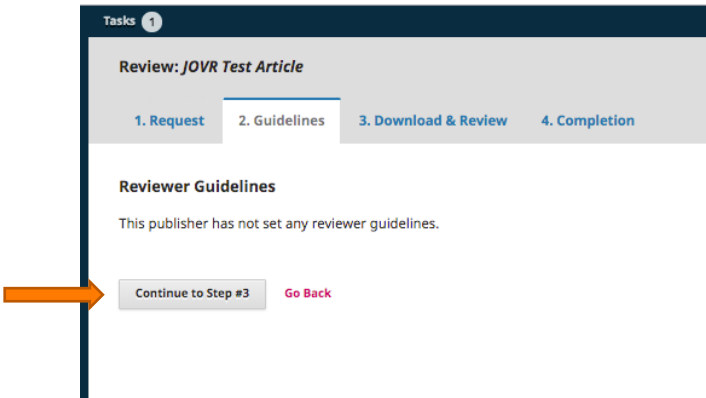 Tasks 1
Review: JOVR Test Article
1. Request 2. Guidelines 3. Download & Review 4. Completion
Reviewer Guidelines
This publisher has not set any reviewer guidelines.
Continue to Step #3 Go Back